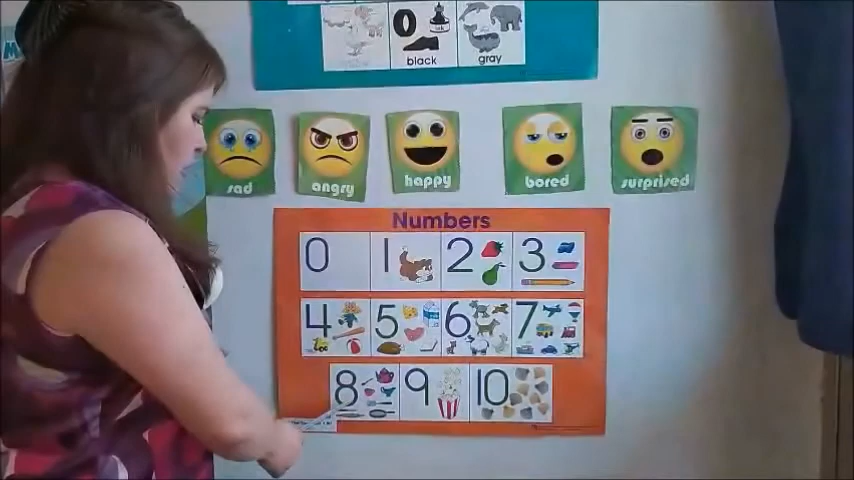 black gray
sad angry happy bored surprised
Numbers
0 1 2 3
4 5 6 7
8 9 10